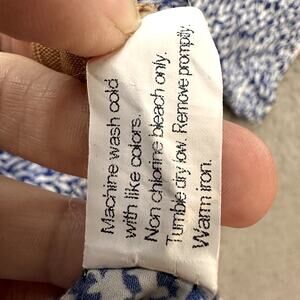 Machine wash cold
with like colors.
Non chlorine bleach only.
Tumble dry low. Remove promptly.
Warm iron.